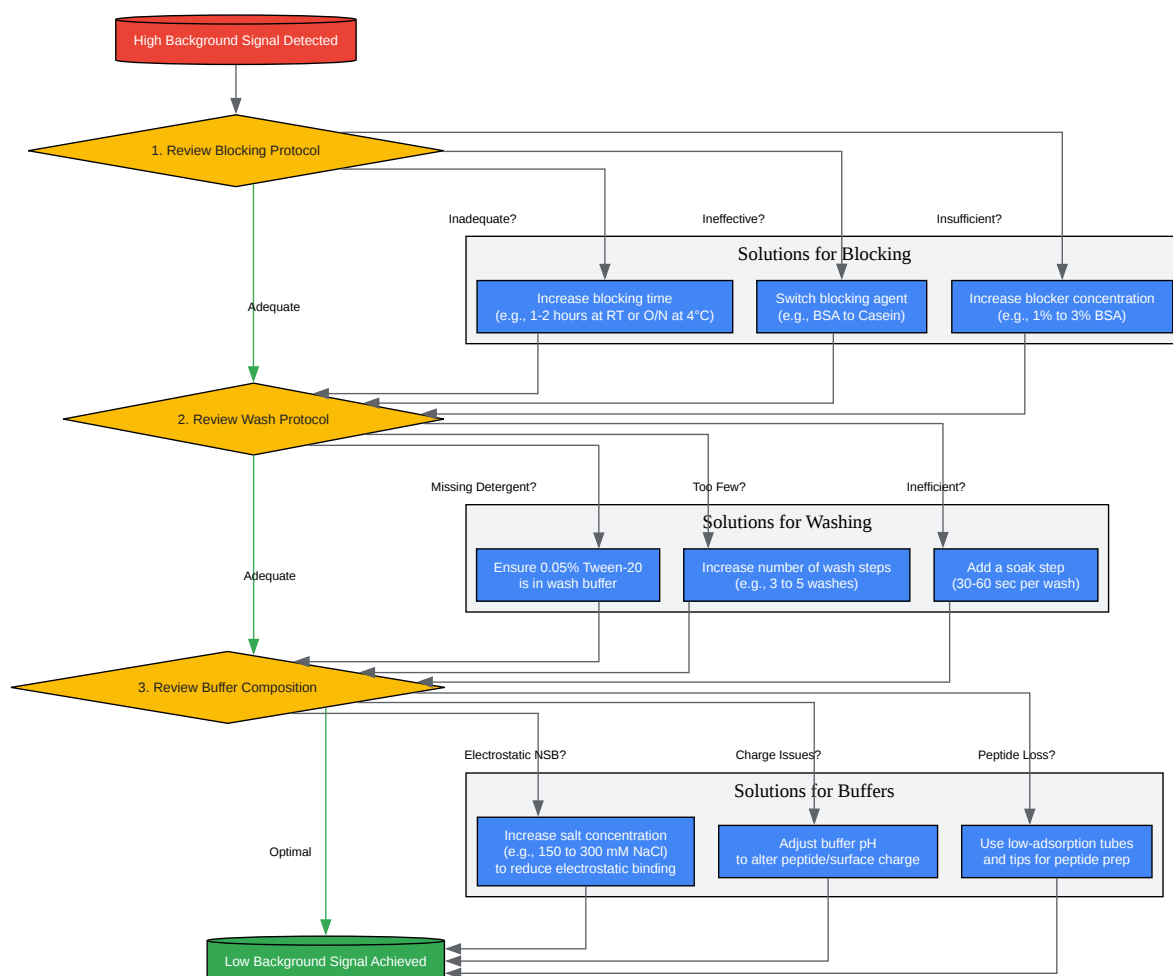 High Background Signal Detected
1. Review Blocking Protocol
Inadequate?
Ineffective?
Insufficient?
Solutions for Blocking
Increase blocking time
(e.g., 1-2 hours at RT or O/N at 4°C)
Switch blocking agent
(e.g., BSA to Casein)
Increase blocker concentration
(e.g., 1% to 3% BSA)
Adequate
2. Review Wash Protocol
Missing Detergent?
Too Few?
Inefficient?
Solutions for Washing
Ensure 0.05% Tween-20
is in wash buffer
Increase number of wash steps
(e.g., 3 to 5 washes)
Add a soak step
(30-60 sec per wash)
Adequate
3. Review Buffer Composition
Electrostatic NSB?
Charge Issues?
Peptide Loss?
Solutions for Buffers
Increase salt concentration
(e.g., 150 to 300 mM NaCl)
to reduce electrostatic binding
Adjust buffer pH
to alter peptide/surface charge
Use low-adsorption tubes
and tips for peptide prep
Optimal
Low Background Signal Achieved